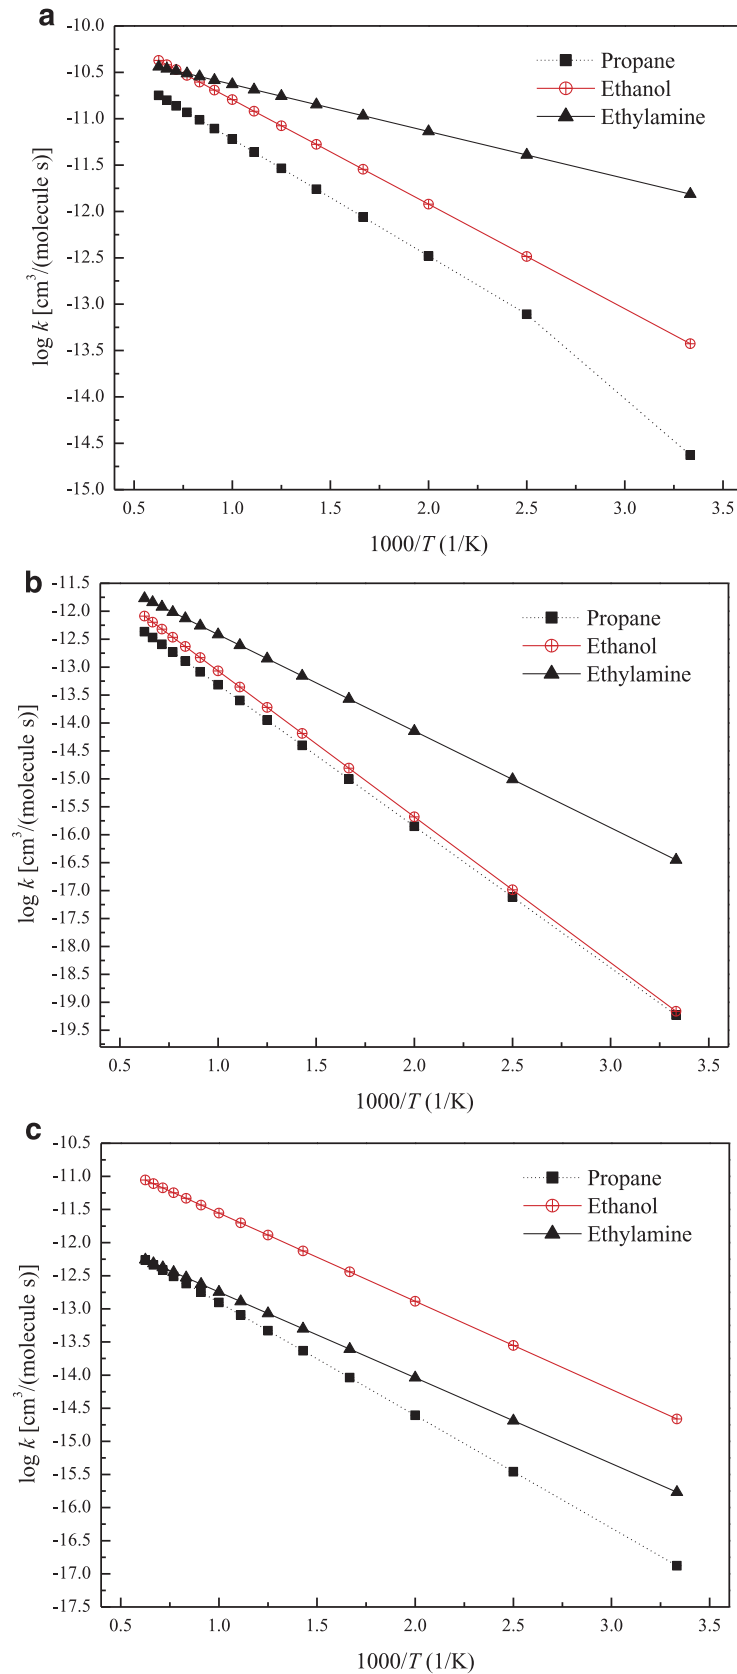 a
-10.0
-10.5
-11.0
-11.5
-12.0
-12.5
-13.0
-13.5
-14.0
-14.5
-15.0
log k [cm³/(molecule s)]
Propane
Ethanol
Ethylamine
0.5 1.0 1.5 2.0 2.5 3.0 3.5
1000/T (1/K)
b
-11.5
-12.0
-12.5
-13.0
-13.5
-14.0
-14.5
-15.0
-15.5
-16.0
-16.5
-17.0
-17.5
-18.0
-18.5
-19.0
-19.5
log k [cm³/(molecule s)]
Propane
Ethanol
Ethylamine
0.5 1.0 1.5 2.0 2.5 3.0 3.5
1000/T (1/K)
c
-10.5
-11.0
-11.5
-12.0
-12.5
-13.0
-13.5
-14.0
-14.5
-15.0
-15.5
-16.0
-16.5
-17.0
-17.5
log k [cm³/(molecule s)]
Propane
Ethanol
Ethylamine
0.5 1.0 1.5 2.0 2.5 3.0 3.5
1000/T (1/K)